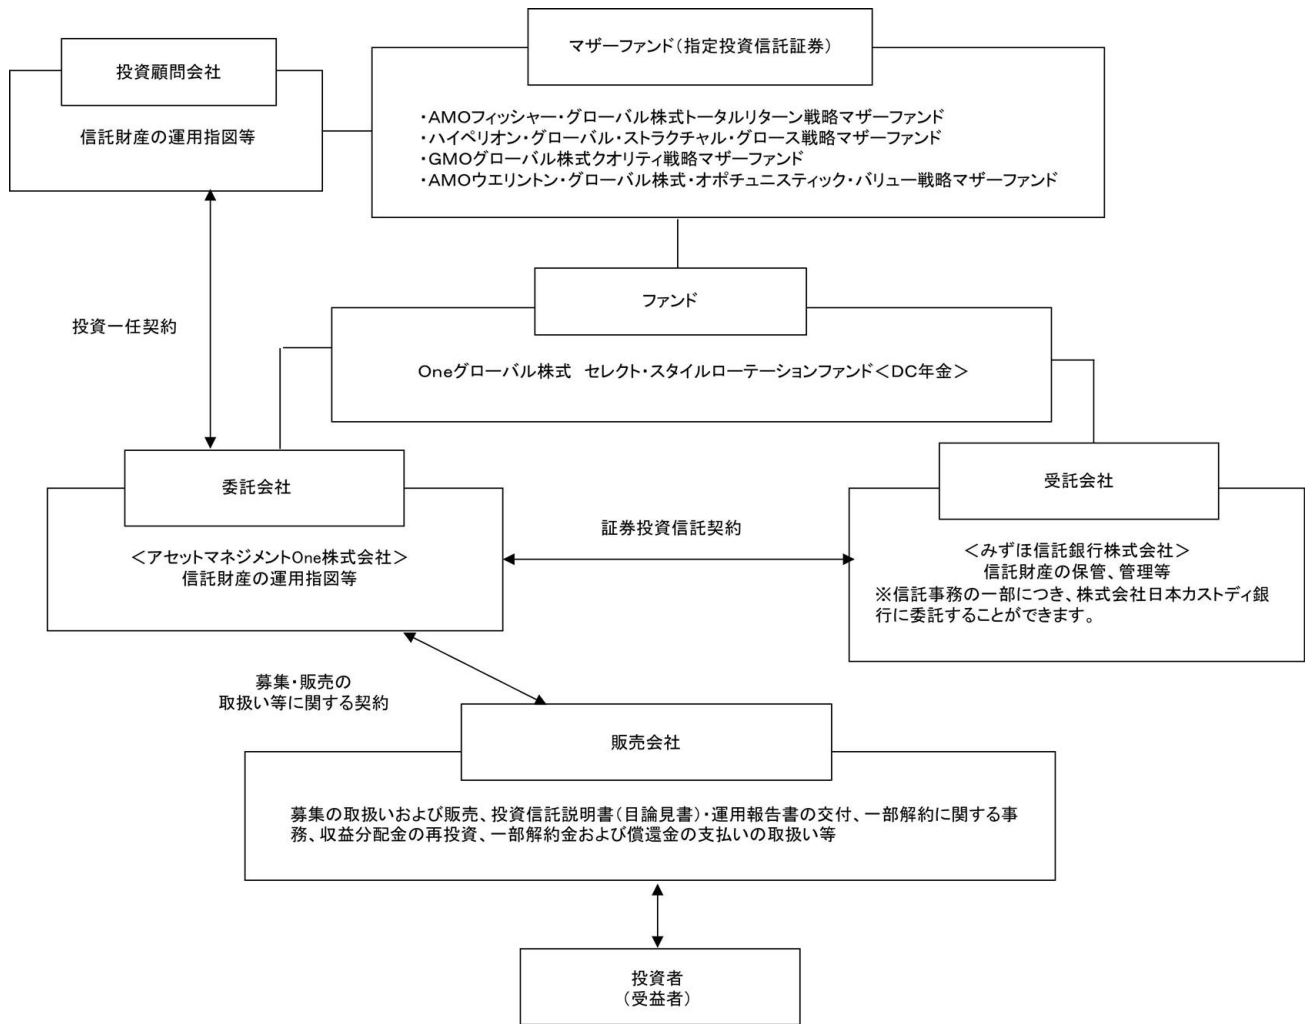 マザーファンド(指定投資信託証券)
投資顧問会社
信託財産の運用指図等
・AMOフィッシャー・グローバル株式トータルリターン戦略マザーファンド
・ハイペリオン・グローバル・ストラクチャル・グロース戦略マザーファンド
・GMOグローバル株式クオリティ戦略マザーファンド
・AMOウエリントン・グローバル株式・オポチュニスティック・バリュー戦略マザーファンド
ファンド
投資一任契約
Oneグローバル株式 セレクト・スタイルローテーションファンド<DC年金>
委託会社
<アセットマネジメントOne株式会社>
信託財産の運用指図等
証券投資信託契約
受託会社
<みずほ信託銀行株式会社>
信託財産の保管、管理等
※信託事務の一部につき、株式会社日本カストディ銀
行に委託することができます。
募集・販売の
取扱い等に関する契約
販売会社
募集の取扱いおよび販売、投資信託説明書(目論見書)・運用報告書の交付、一部解約に関する事
務、収益分配金の再投資、一部解約金および償還金の支払いの取扱い等
投資者
(受益者)